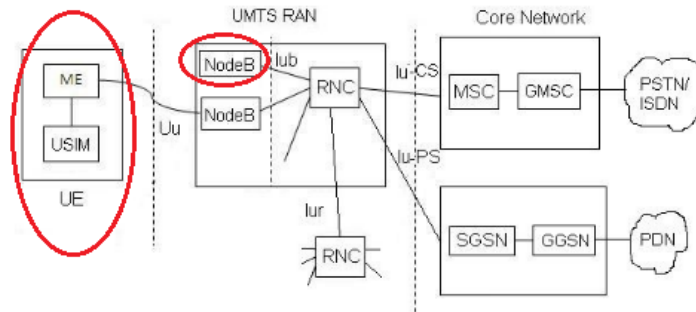 UMTS RAN
Core Network
NodeB
Iub
Iu-CS
ME
RNC
MSC
GMSC
PSTN/
ISDN
NodeB
USIM
Uu
Iu-PS
UE
Iur
SGSN
GGSN
PDN
RNC